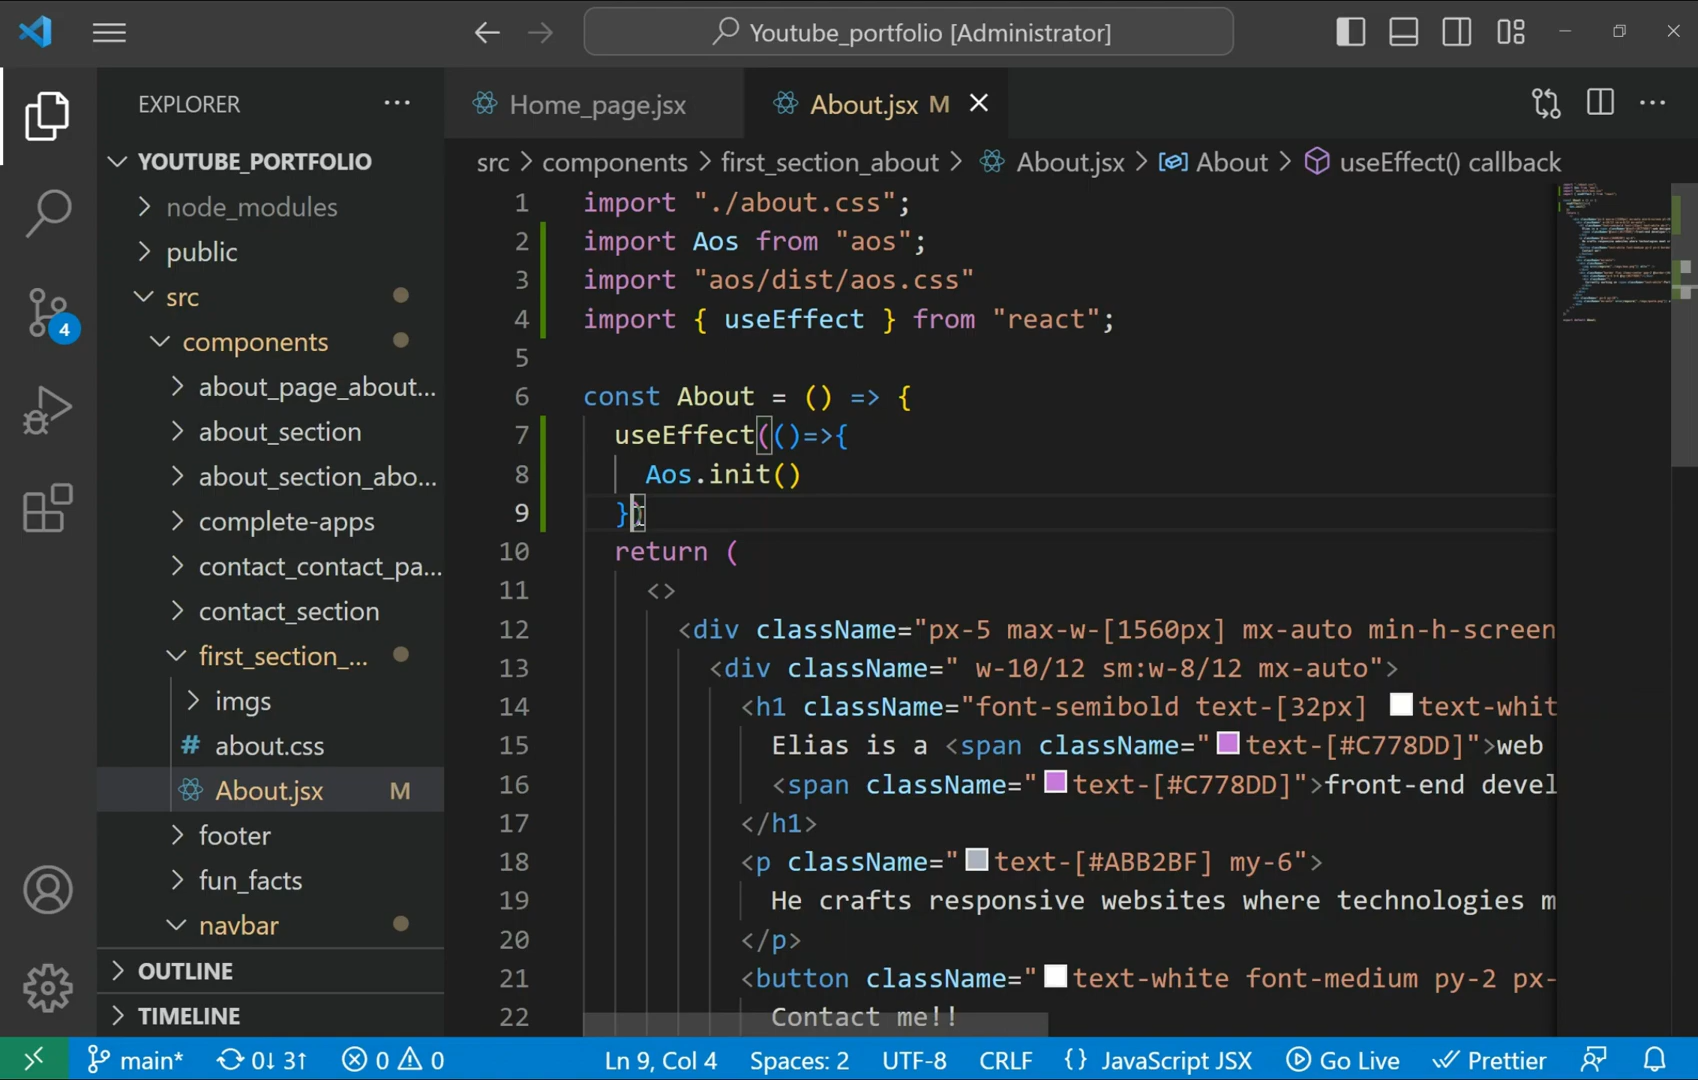 Youtube_portfolio [Administrator]
EXPLORER
YOUTUBE_PORTFOLIO
node_modules
public
src
components
about_page_about...
about_section
about_section_abo...
complete-apps
contact_contact_pa...
contact_section
first_section_...
imgs
# about.css
About.jsx M
footer
fun_facts
navbar
OUTLINE
TIMELINE
4
Home_page.jsx
About.jsx M
src > components > first_section_about > About.jsx > About > useEffect() callback
1 import "./about.css";
2 import Aos from "aos";
3 import "aos/dist/aos.css"
4 import { useEffect } from "react";
5
6 const About = () => {
7 useEffect(()=>{
8 Aos.init()
9 })
10 return (
11 <>
12 <div className="px-5 max-w-[1560px] mx-auto min-h-screen
13 <div className=" w-10/12 sm:w-8/12 mx-auto">
14 <h1 className="font-semibold text-[32px] text-whit
15 Elias is a <span className="text-[#C778DD]">web
16 <span className="text-[#C778DD]">front-end devel
17 </h1>
18 <p className="text-[#ABB2BF] my-6">
19 He crafts responsive websites where technologies m
20 </p>
21 <button className="text-white font-medium py-2 px-
22 Contact me!!
main* 0↓ 3↑ 0 0 Ln 9, Col 4 Spaces: 2 UTF-8 CRLF {} JavaScript JSX Go Live Prettier